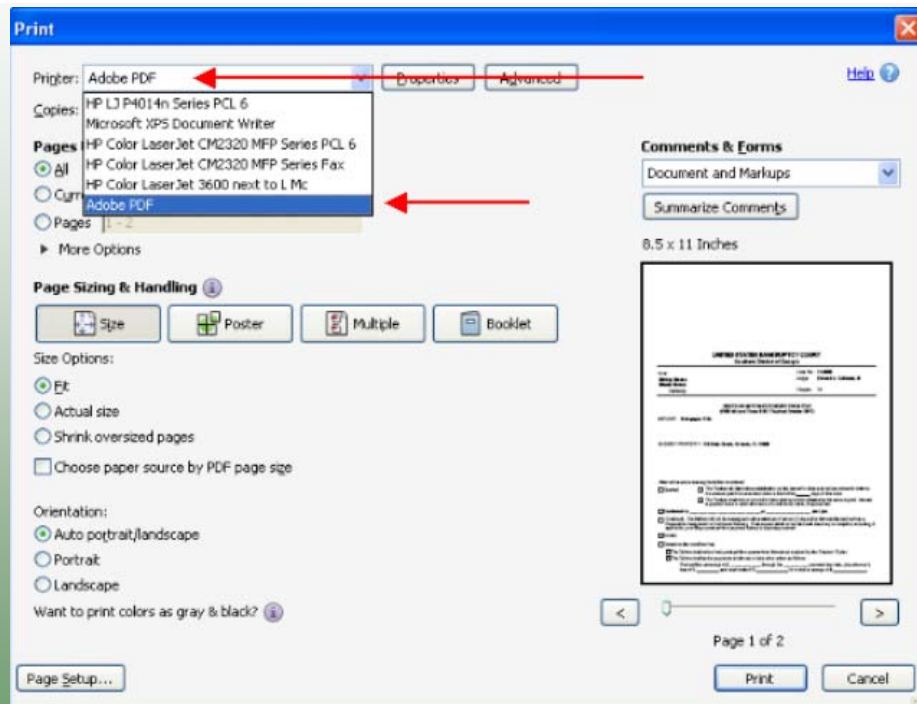 Print
Printer: Adobe PDF Properties Advanced Help
HP LJ P4014n Series PCL 6
Copies:
Microsoft XPS Document Writer
HP Color LaserJet CM2320 MFP Series PCL 6
Pages
HP Color LaserJet CM2320 MFP Series Fax
All
HP Color LaserJet 3600 next to L Mc
Curr
Adobe PDF
Pages 1 - 2
More Options
Comments & Forms
Document and Markups
Summarize Comments
8.5 x 11 Inches
Page Sizing & Handling
Size Poster Multiple Booklet
Size Options:
Fit
Actual size
Shrink oversized pages
Choose paper source by PDF page size
Orientation:
Auto portrait/landscape
Portrait
Landscape
Want to print colors as gray & black?
UNITED STATES BANKRUPTCY COURT
Southern District of Georgia
< >
Page 1 of 2
Page Setup... Print Cancel